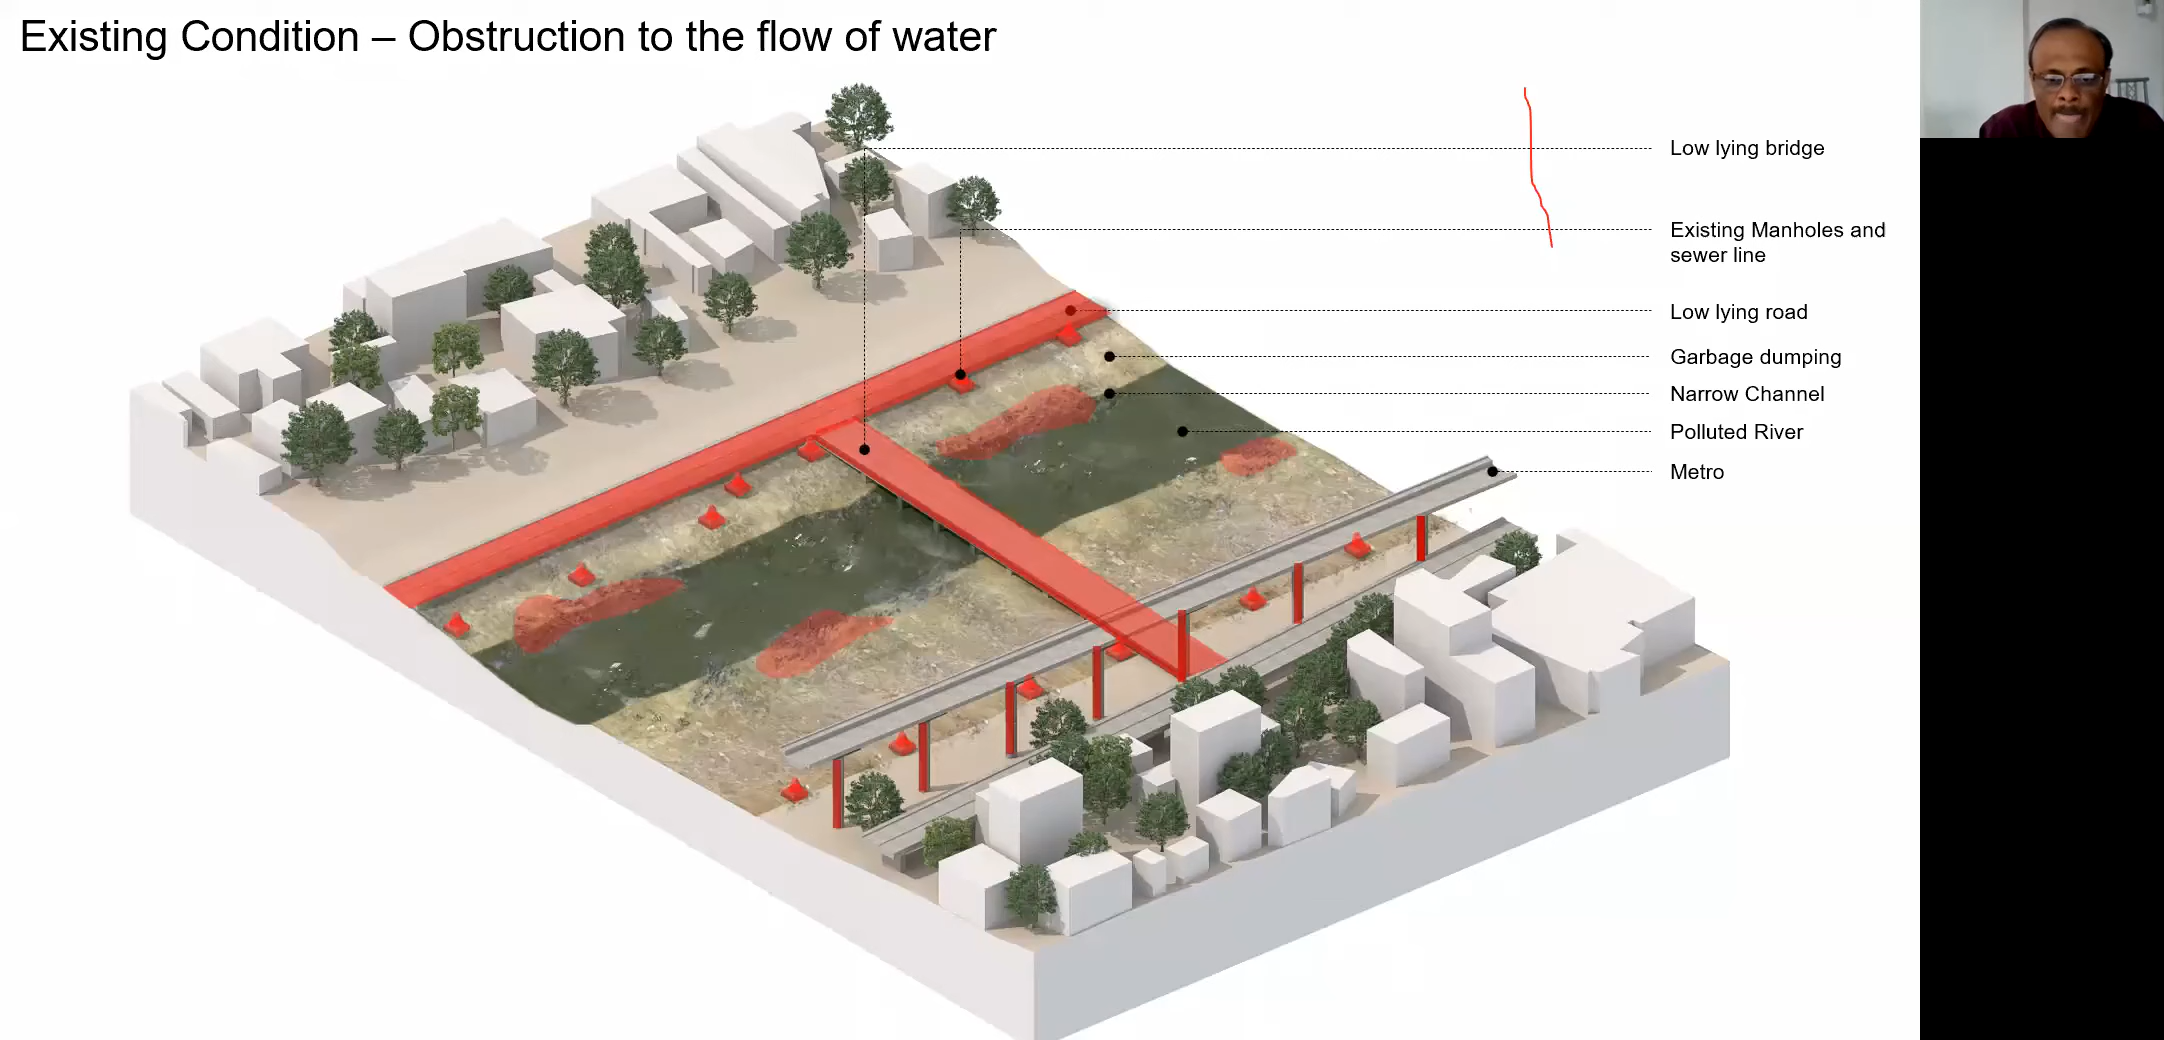 Existing Condition – Obstruction to the flow of water
Low lying bridge
Existing Manholes and
sewer line
Low lying road
Garbage dumping
Narrow Channel
Polluted River
Metro